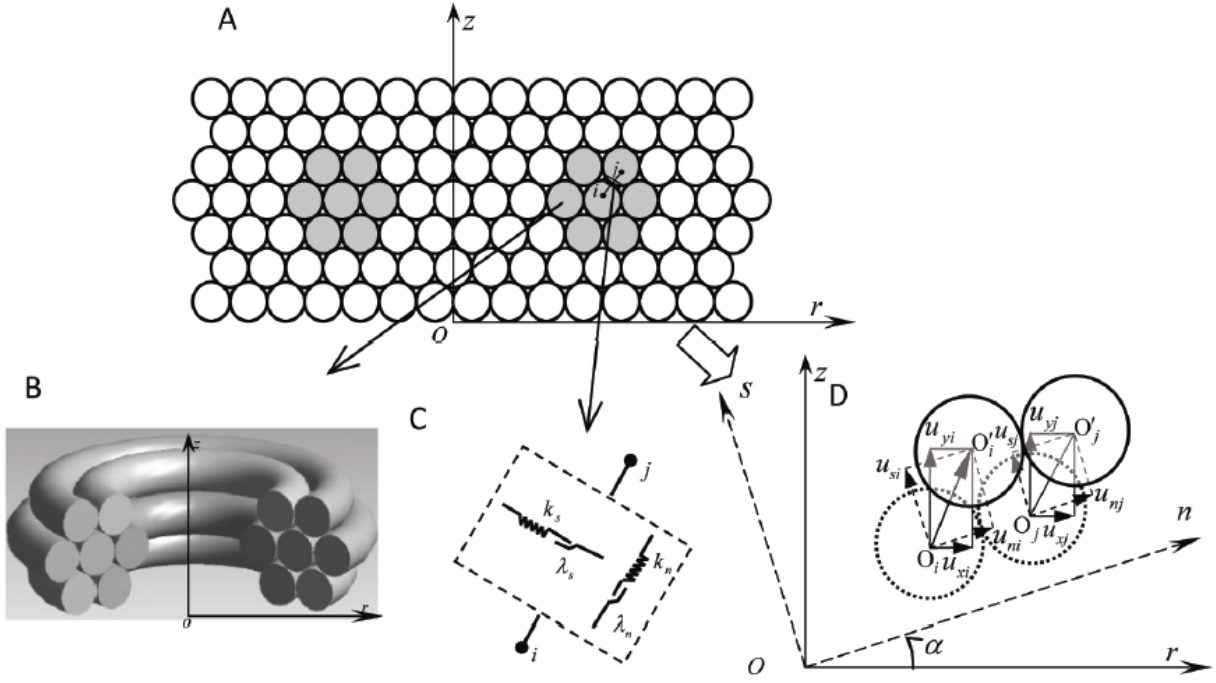 A
z
j
i
r
O
B
z
r
o
C
j
k_s
λ_s
k_n
λ_n
i
s
z
D
u_yi
O'_i
u_sj
u_yj
O'_j
u_si
u_nj
n
O_i
u_xi
u_ni
O_j
u_xj
α
O
r